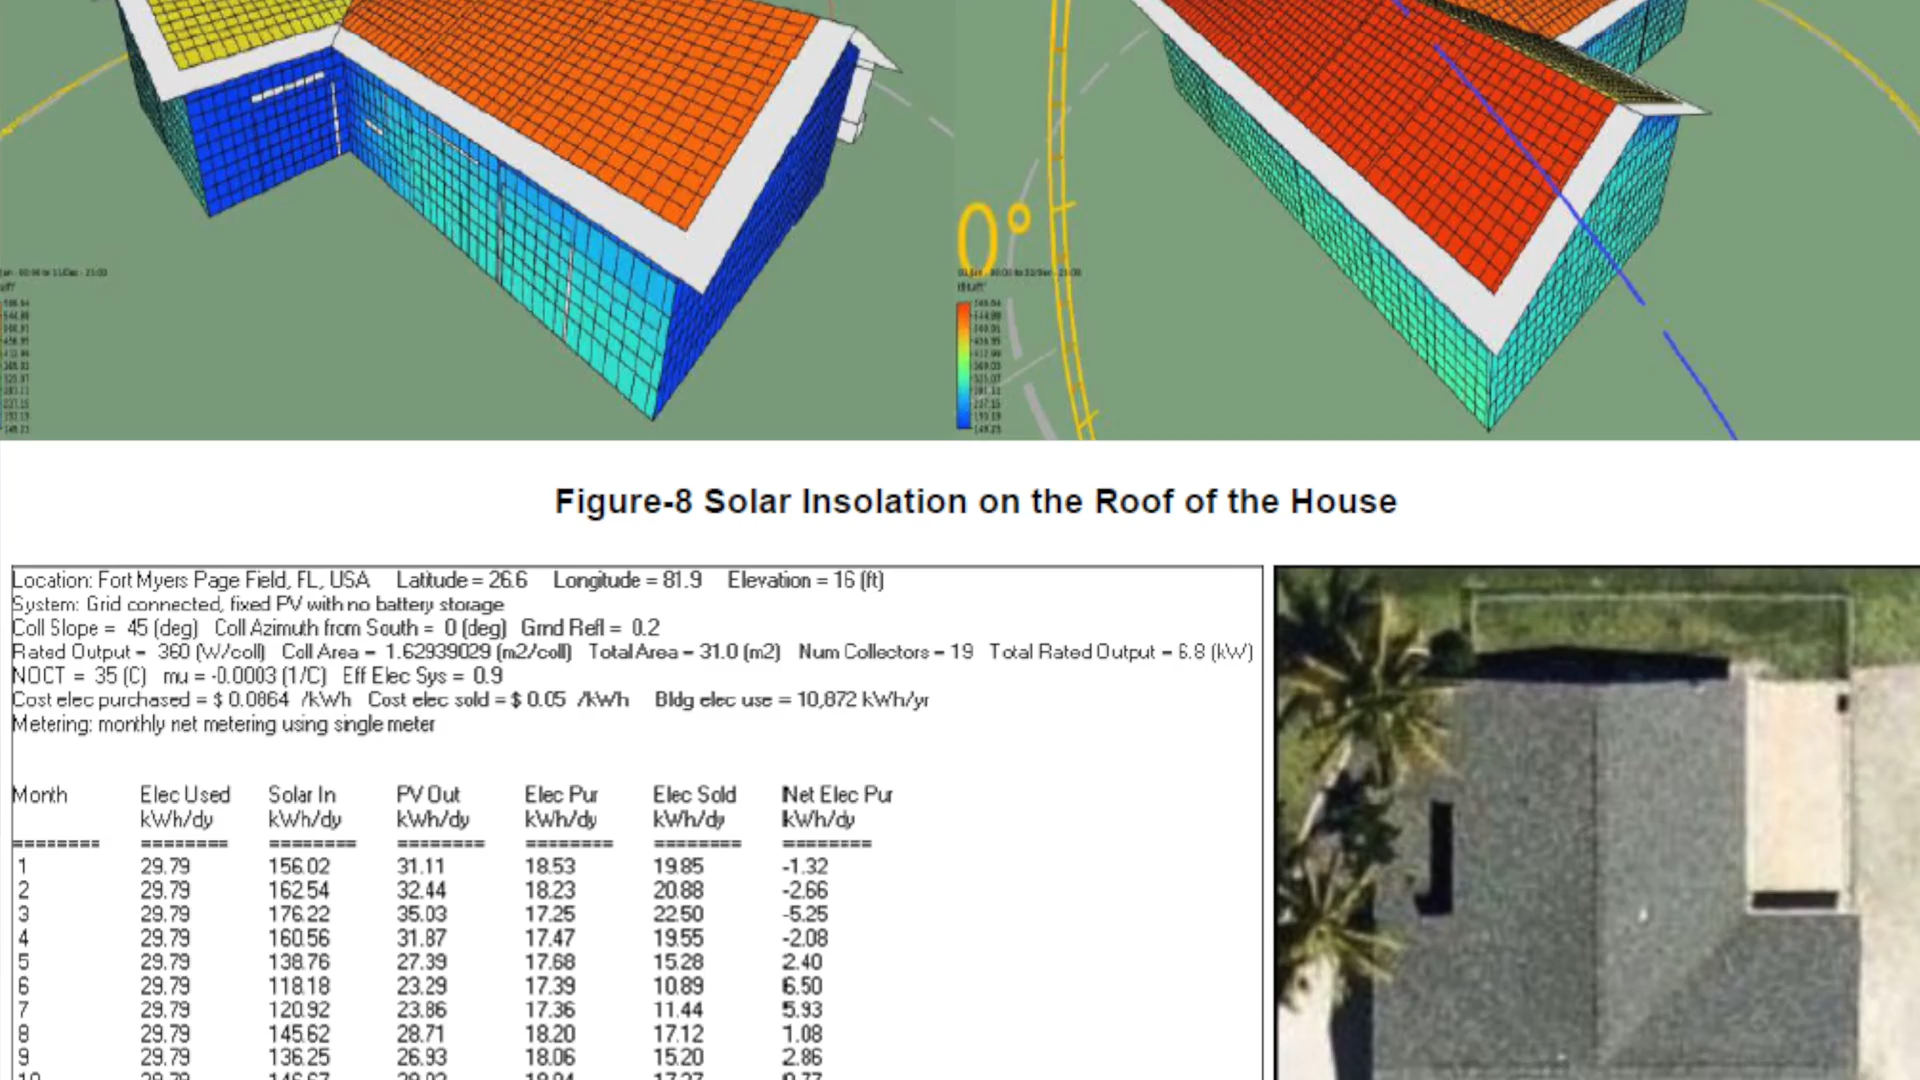 0°
Figure-8 Solar Insolation on the Roof of the House
Location: Fort Myers Page Field, FL, USA Latitude = 26.6 Longitude = 81.9 Elevation = 16 (ft)
System: Grid connected, fixed PV with no battery storage
Coll Slope = 45 (deg) Coll Azimuth from South = 0 (deg) Grnd Refl = 0.2
Rated Output = 360 (W/coll) Coll Area = 1.62939029 (m2/coll) Total Area = 31.0 (m2) Num Collectors = 19 Total Rated Output = 6.8 (kW)
NOCT = 35 (C) mu = -0.0003 (1/C) Eff Elec Sys = 0.9
Cost elec purchased = $ 0.0864 /kWh Cost elec sold = $ 0.05 /kWh Bldg elec use = 10,872 kWh/yr
Metering: monthly net metering using single meter
Month Elec Used Solar In PV Out Elec Pur Elec Sold Net Elec Pur
kWh/dy kWh/dy kWh/dy kWh/dy kWh/dy kWh/dy
======== ======== ======== ======== ======== ======== ========
1 29.79 156.02 31.11 18.53 19.85 -1.32
2 29.79 162.54 32.44 18.23 20.88 -2.66
3 29.79 176.22 35.03 17.25 22.50 -5.25
4 29.79 160.56 31.87 17.47 19.55 -2.08
5 29.79 138.76 27.39 17.68 15.28 2.40
6 29.79 118.18 23.29 17.39 10.89 6.50
7 29.79 120.92 23.86 17.36 11.44 5.93
8 29.79 145.62 28.71 18.20 17.12 1.08
9 29.79 136.25 26.93 18.06 15.20 2.86